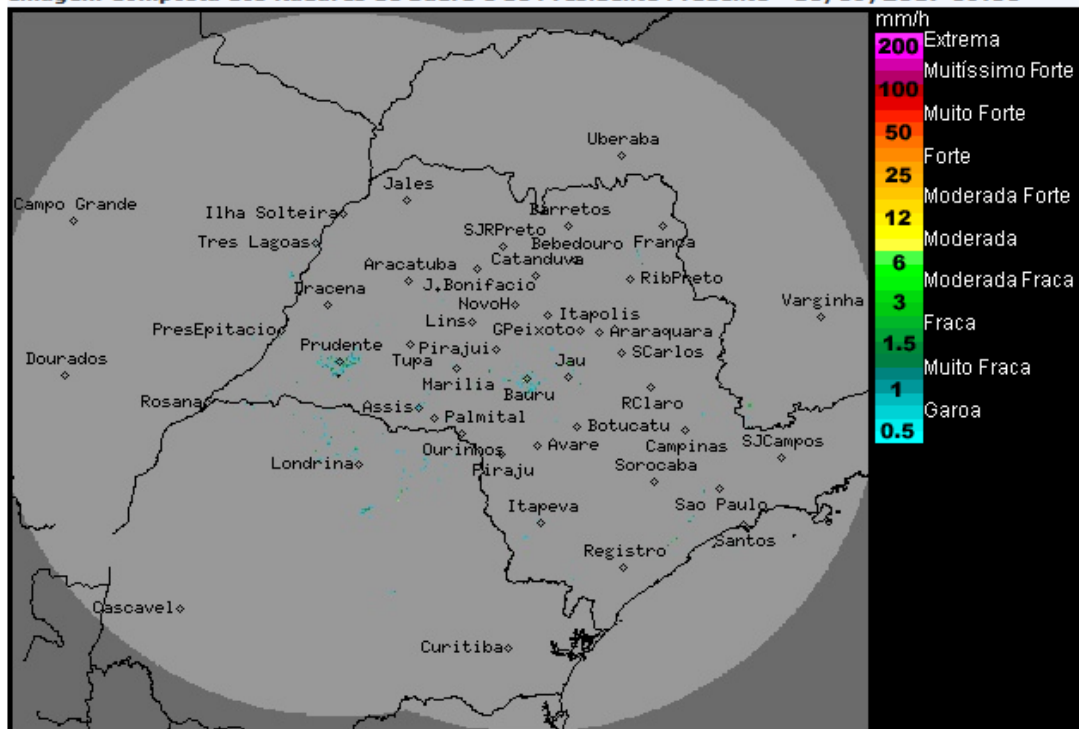 mm/h
200 Extrema
Muitíssimo Forte
100
Muito Forte
50
Forte
25
Moderada Forte
12
Moderada
6
Moderada Fraca
3
Fraca
1.5
Muito Fraca
1
Garoa
0.5
Uberaba
Jales
Campo Grande
Ilha Solteira
Barretos
SJRPreto
Tres Lagoas
Bebedouro
Franca
Catanduva
Aracatuba
J.Bonifacio
RibPreto
Dracena
NovoH
Varginha
Itapolis
Lins
PresEpitacio
GPeixoto
Araraquara
Prudente
Pirajui
SCarlos
Dourados
Tupa
Jau
Marilia
Bauru
Rosana
Assis
RClaro
Palmital
Botucatu
Ourinhos
Avare
Campinas
SJCampos
Londrina
Piraju
Sorocaba
Itapeva
Sao Paulo
Santos
Registro
Cascavel
Curitiba